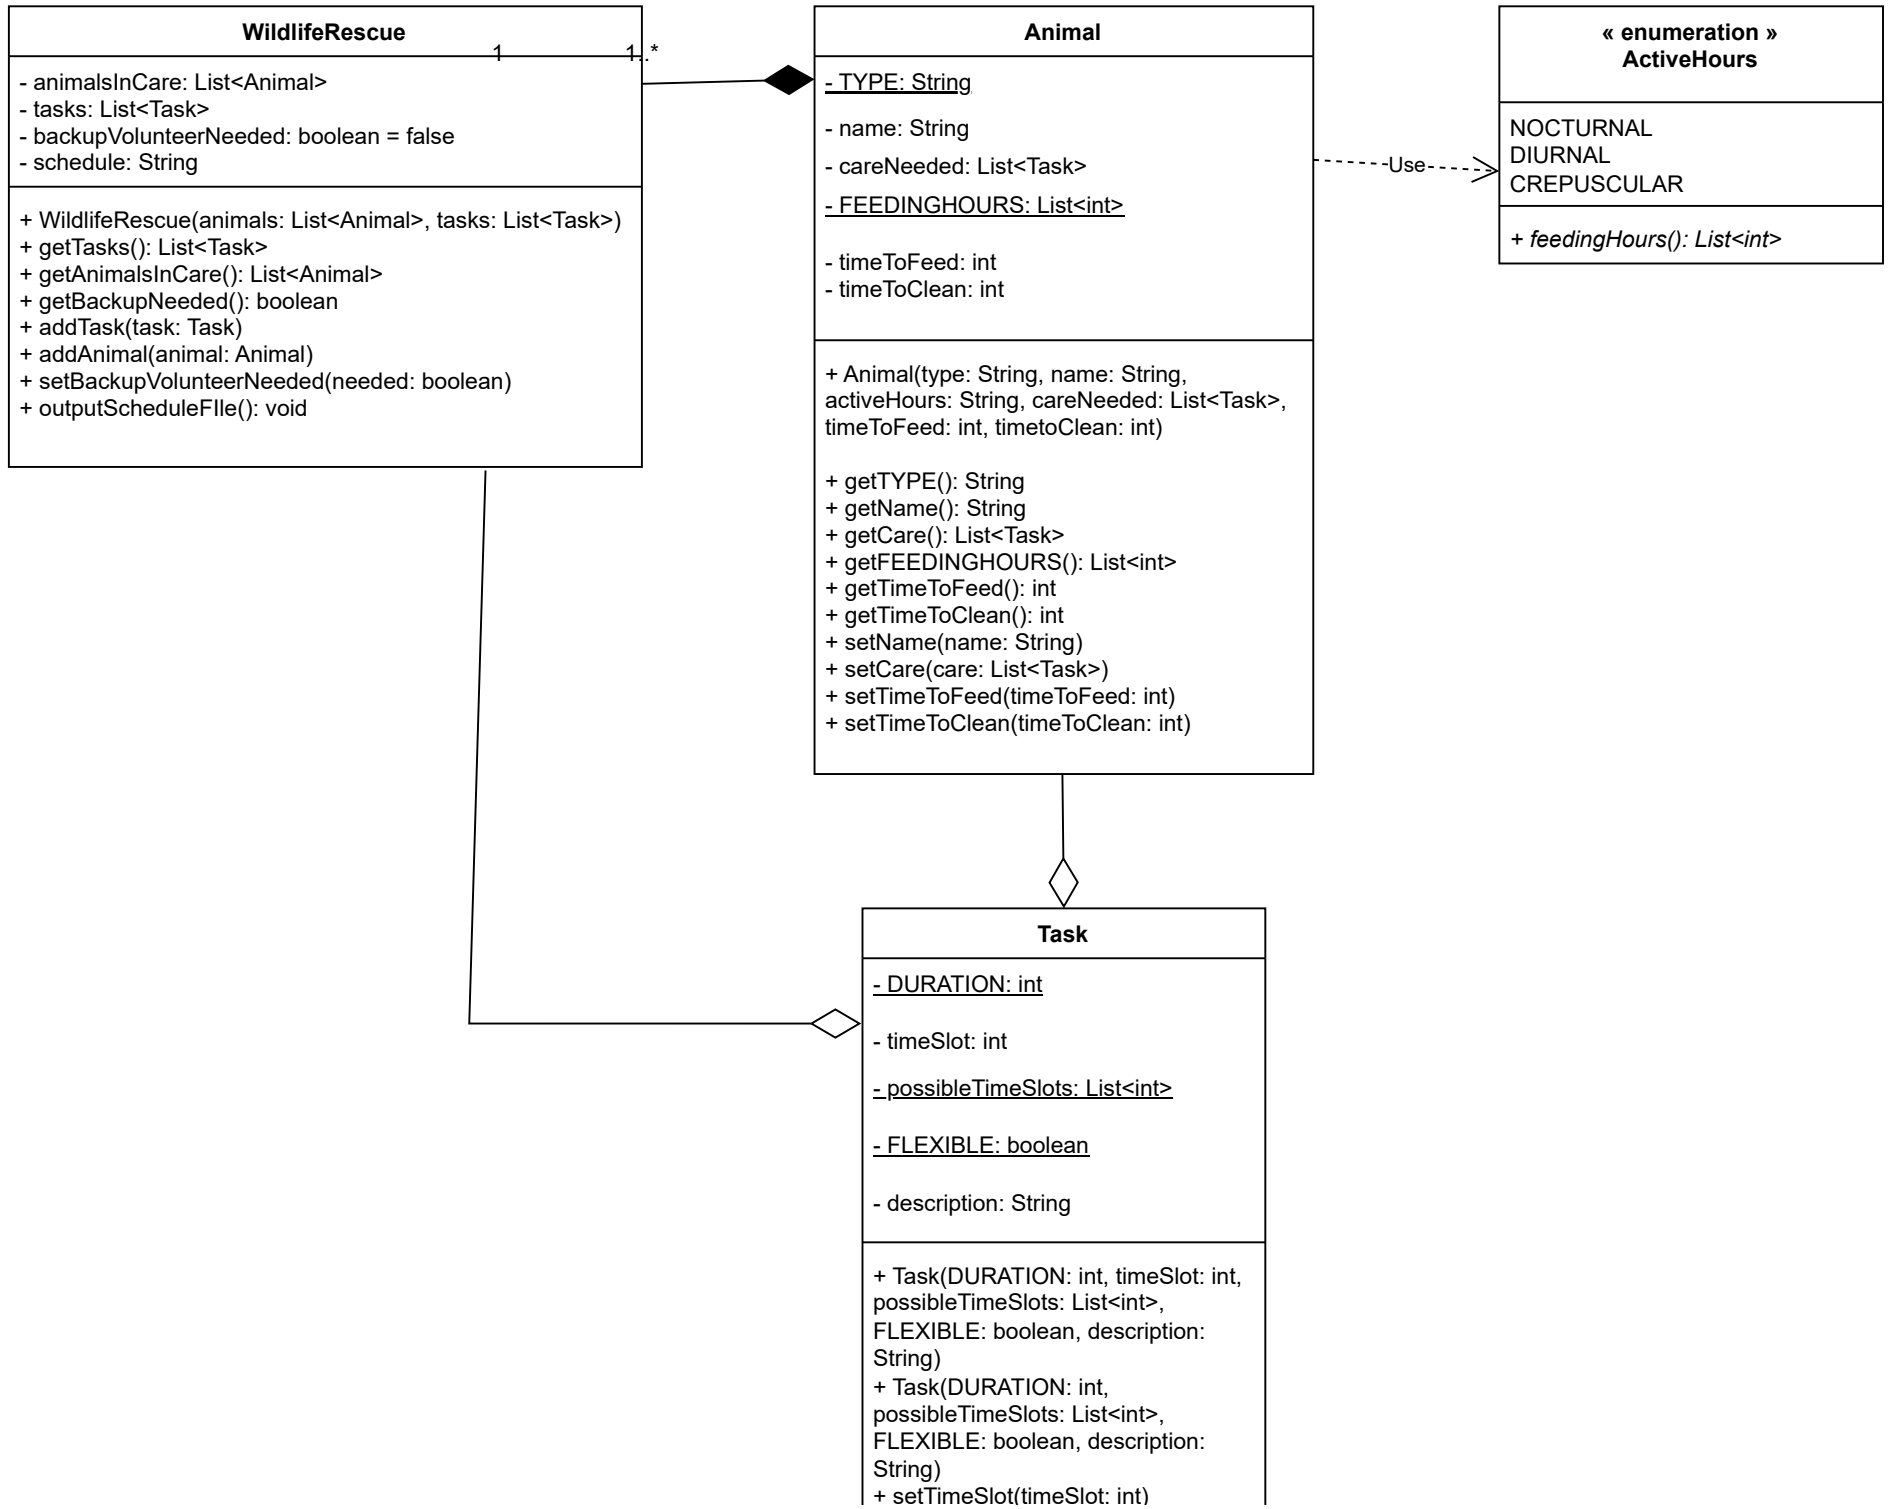 WildlifeRescue
1
1..*
- animalsInCare: List<Animal>
- tasks: List<Task>
- backupVolunteerNeeded: boolean = false
- schedule: String
+ WildlifeRescue(animals: List<Animal>, tasks: List<Task>)
+ getTasks(): List<Task>
+ getAnimalsInCare(): List<Animal>
+ getBackupNeeded(): boolean
+ addTask(task: Task)
+ addAnimal(animal: Animal)
+ setBackupVolunteerNeeded(needed: boolean)
+ outputScheduleFIle(): void
Animal
- TYPE: String
- name: String
- careNeeded: List<Task>
- FEEDINGHOURS: List<int>
- timeToFeed: int
- timeToClean: int
+ Animal(type: String, name: String,
activeHours: String, careNeeded: List<Task>,
timeToFeed: int, timetoClean: int)
+ getTYPE(): String
+ getName(): String
+ getCare(): List<Task>
+ getFEEDINGHOURS(): List<int>
+ getTimeToFeed(): int
+ getTimeToClean(): int
+ setName(name: String)
+ setCare(care: List<Task>)
+ setTimeToFeed(timeToFeed: int)
+ setTimeToClean(timeToClean: int)
Use
« enumeration »
ActiveHours
NOCTURNAL
DIURNAL
CREPUSCULAR
+ feedingHours(): List<int>
Task
- DURATION: int
- timeSlot: int
- possibleTimeSlots: List<int>
- FLEXIBLE: boolean
- description: String
+ Task(DURATION: int, timeSlot: int,
possibleTimeSlots: List<int>,
FLEXIBLE: boolean, description:
String)
+ Task(DURATION: int,
possibleTimeSlots: List<int>,
FLEXIBLE: boolean, description:
String)
+ setTimeSlot(timeSlot: int)